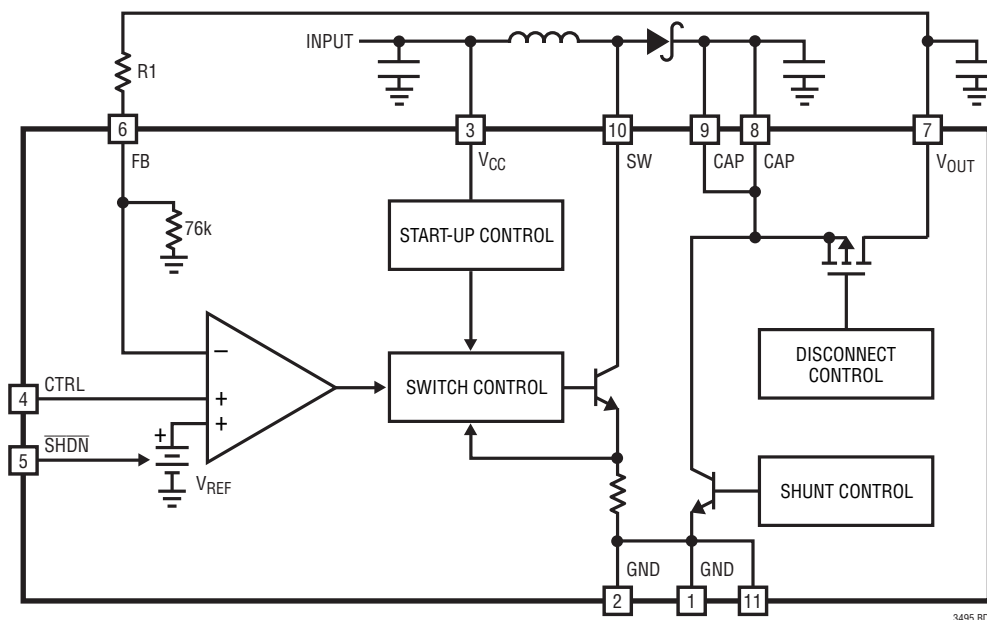 INPUT
R1
6
3
10
9
8
7
FB
VCC
SW
CAP
CAP
VOUT
76k
START-UP CONTROL
DISCONNECT
CONTROL
SWITCH CONTROL
4
CTRL
−
+
+
5
SHDN
+
VREF
SHUNT CONTROL
GND
GND
2
1
11
3495 BD